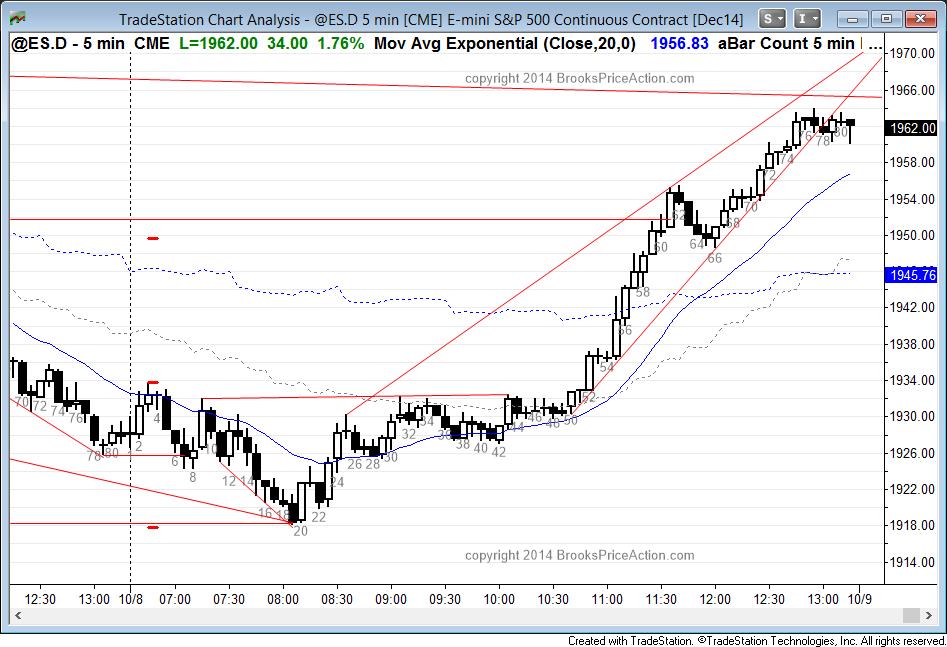 TradeStation Chart Analysis - @ES.D 5 min [CME] E-mini S&P 500 Continuous Contract [Dec14]
S I
@ES.D - 5 min CME L=1962.00 34.00 1.76% Mov Avg Exponential (Close,20,0) 1956.83 aBar Count 5 min ...
copyright 2014 BrooksPriceAction.com
1970.00
1966.00
1962.00
1958.00
1954.00
1950.00
1945.76
1942.00
1938.00
1934.00
1930.00
1926.00
1922.00
1918.00
1914.00
70 72 74 76 78 80 2 4 6 8 10 12 14 16 18 20 22 24 26 28 30 32 34 36 38 40 42 44 46 48 50 52 54 56 58 60 62 64 66 68 70 72 74 76 78 80
copyright 2014 BrooksPriceAction.com
12:30 13:00 10/8 07:00 07:30 08:00 08:30 09:00 09:30 10:00 10:30 11:00 11:30 12:00 12:30 13:00 10/9
Created with TradeStation. ©TradeStation Technologies, Inc. All rights reserved.